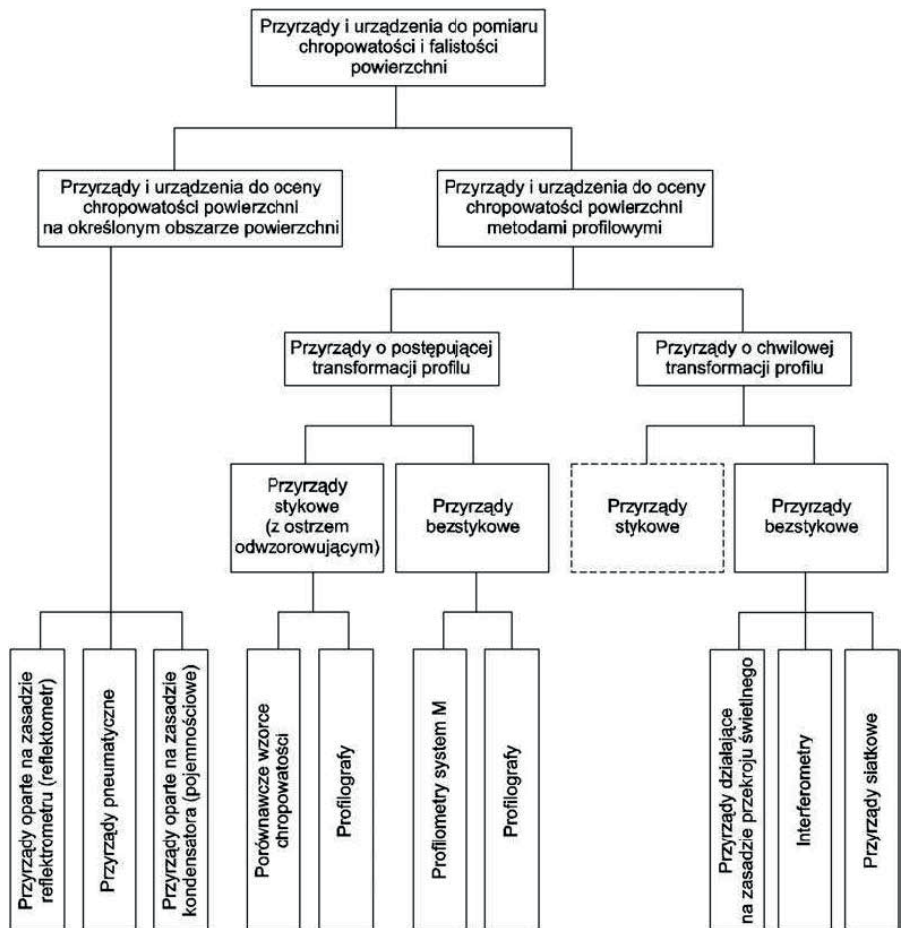 Przyrządy i urządzenia do pomiaru
chropowatości i falistości
powierzchni
Przyrządy i urządzenia do oceny
chropowatości powierzchni
na określonym obszarze powierzchni
Przyrządy i urządzenia do oceny
chropowatości powierzchni
metodami profilowymi
Przyrządy o postępującej
transformacji profilu
Przyrządy o chwilowej
transformacji profilu
Przyrządy
stykowe
(z ostrzem
odwzorowującym)
Przyrządy
bezstykowe
Przyrządy
stykowe
Przyrządy
bezstykowe
Przyrządy oparte na zasadzie
reflektrometru (reflektometr)
Przyrządy pneumatyczne
Przyrządy oparte na zasadzie
kondensatora (pojemnościowe)
Porównawcze wzorce
chropowatości
Profilografy
Profilometry system M
Profilografy
Przyrządy działające
na zasadzie przekroju świetlnego
Interferometry
Przyrządy siatkowe